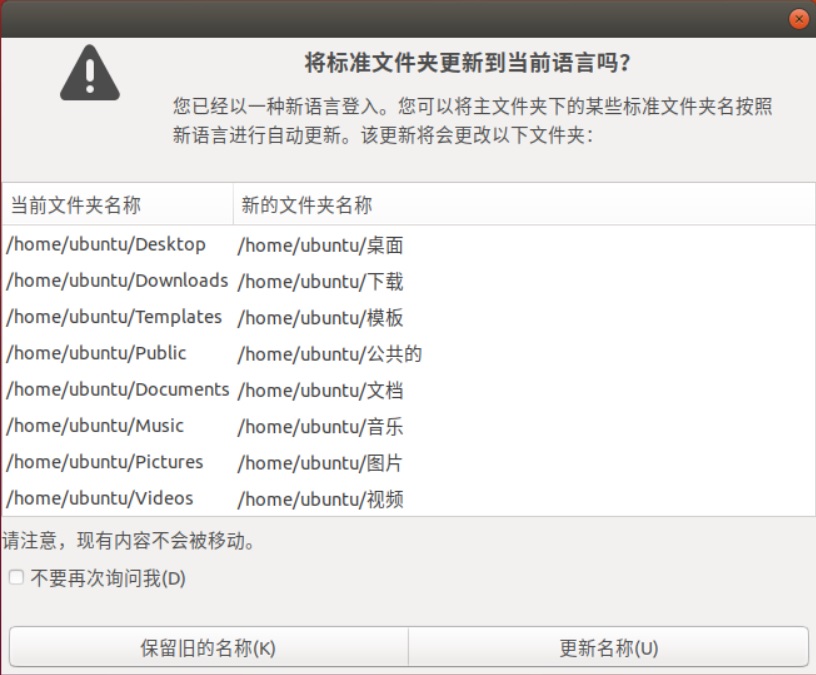 将标准文件夹更新到当前语言吗?
您已经以一种新语言登入。您可以将主文件夹下的某些标准文件夹名按照
新语言进行自动更新。该更新将会更改以下文件夹：
当前文件夹名称 新的文件夹名称
/home/ubuntu/Desktop /home/ubuntu/桌面
/home/ubuntu/Downloads /home/ubuntu/下载
/home/ubuntu/Templates /home/ubuntu/模板
/home/ubuntu/Public /home/ubuntu/公共的
/home/ubuntu/Documents /home/ubuntu/文档
/home/ubuntu/Music /home/ubuntu/音乐
/home/ubuntu/Pictures /home/ubuntu/图片
/home/ubuntu/Videos /home/ubuntu/视频
请注意，现有内容不会被移动。
不要再次询问我(D)
保留旧的名称(K) 更新名称(U)